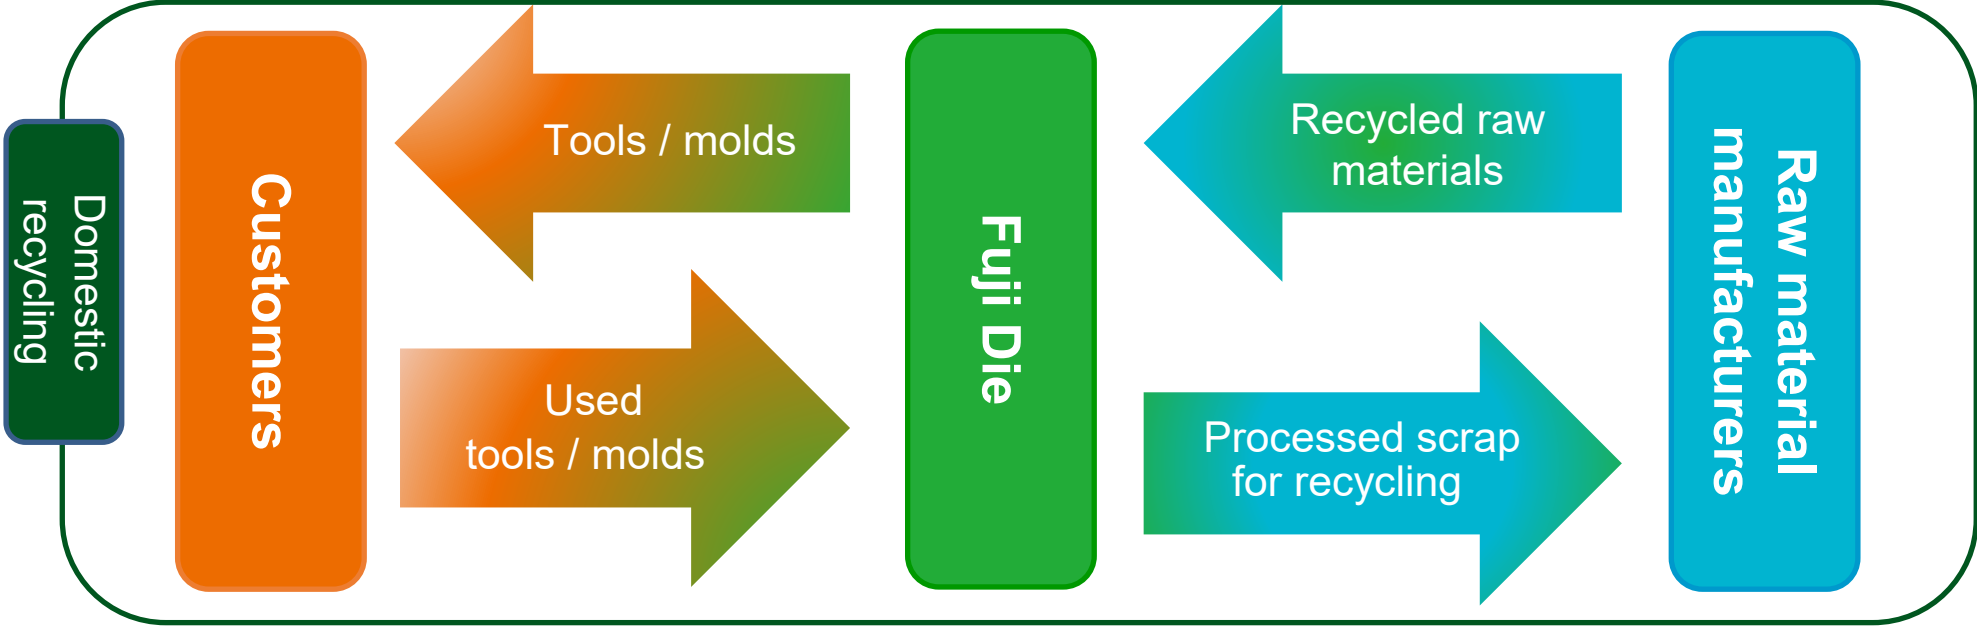 Domestic
recycling
Customers
Tools / molds
Used
tools / molds
Fuji Die
Recycled raw
materials
Processed scrap
for recycling
Raw material
manufacturers